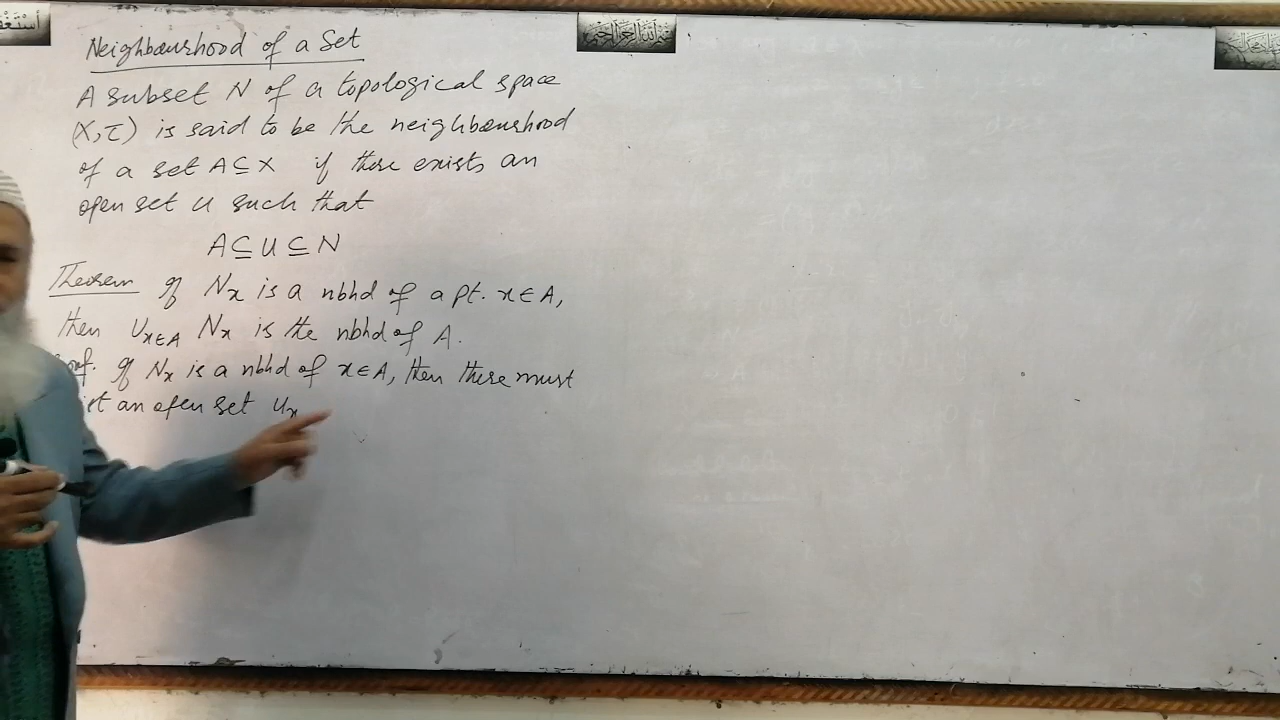 Neighbourhood of a Set
A subset N of a topological space
(X, τ) is said to be the neighbourhood
of a set A ⊆ X if there exists an
open set U such that
A ⊆ U ⊆ N
Theorem If Nx is a nbhd of a pt. x ∈ A,
then Ux∈A Nx is the nbhd of A.
If Nx is a nbhd of x ∈ A, then there must
an open set Ux